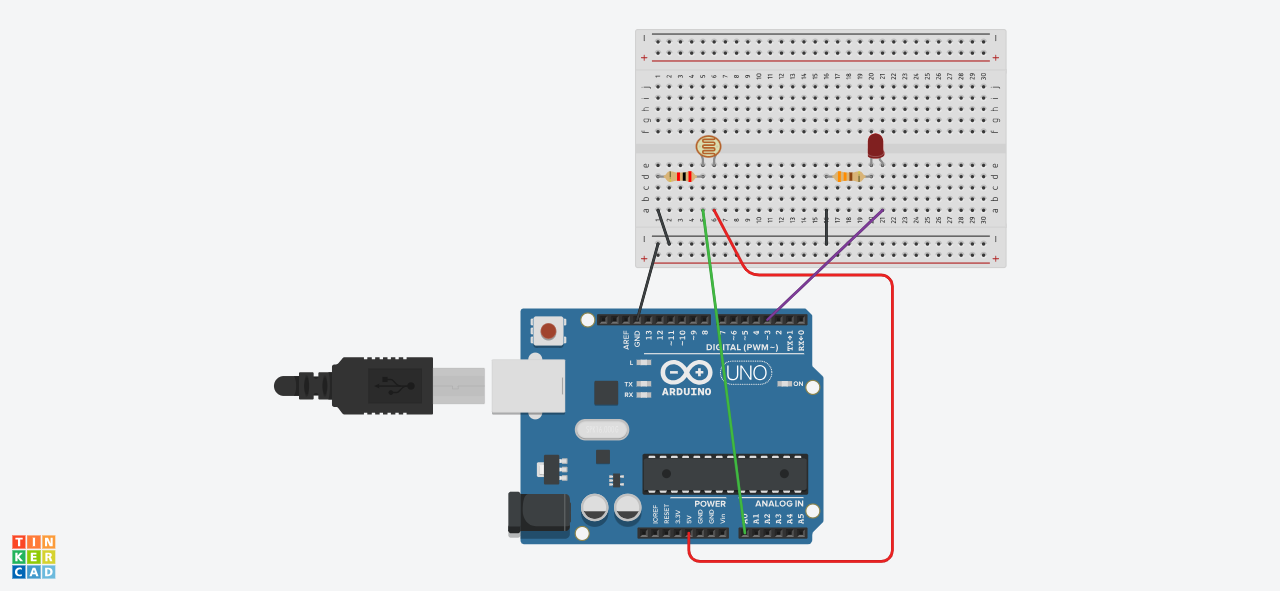 1 2 3 4 5 6 7 8 9 10 11 12 13 14 15 16 17 18 19 20 21 22 23 24 25 26 27 28 29 30
j j
i i
h h
g g
f f
e e
d d
c c
b b
a a
1 2 3 4 5 6 7 8 9 10 11 12 13 14 15 17 18 19 20 21 22 23 24 25 26 27 28 29 30
AREF
GND
13
12
~11
~10
~9
8
7
~6
~5
4
~3
2
TX→1
RX←0
DIGITAL (PWM~)
L
TX
RX
ARDUINO
UNO
ON
POWER
ANALOG IN
IOREF
RESET
3.3V
5V
GND
GND
Vin
A0
A1
A2
A3
A4
A5
TIN
KER
CAD